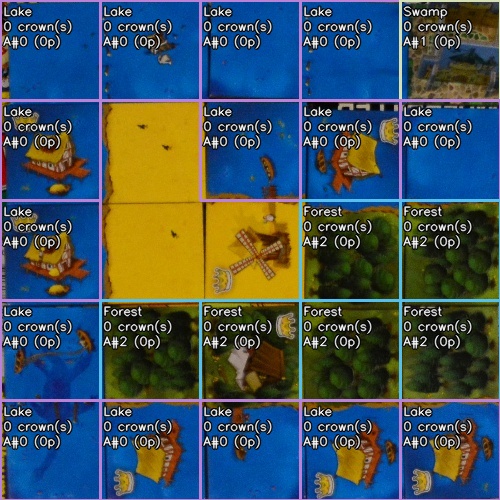 Lake
0 crown(s)
A#0 (0p)
Lake
0 crown(s)
A#0 (0p)
Lake
0 crown(s)
A#0 (0p)
Lake
0 crown(s)
A#0 (0p)
Swamp
0 crown(s)
A#1 (0p)
Lake
0 crown(s)
A#0 (0p)
Lake
0 crown(s)
A#0 (0p)
Lake
0 crown(s)
A#0 (0p)
Lake
0 crown(s)
A#0 (0p)
Lake
0 crown(s)
A#0 (0p)
Forest
0 crown(s)
A#2 (0p)
Forest
0 crown(s)
A#2 (0p)
Lake
0 crown(s)
A#0 (0p)
Forest
0 crown(s)
A#2 (0p)
Forest
0 crown(s)
A#2 (0p)
Forest
0 crown(s)
A#2 (0p)
Forest
0 crown(s)
A#2 (0p)
Lake
0 crown(s)
A#0 (0p)
Lake
0 crown(s)
A#0 (0p)
Lake
0 crown(s)
A#0 (0p)
Lake
0 crown(s)
A#0 (0p)
Lake
0 crown(s)
A#0 (0p)